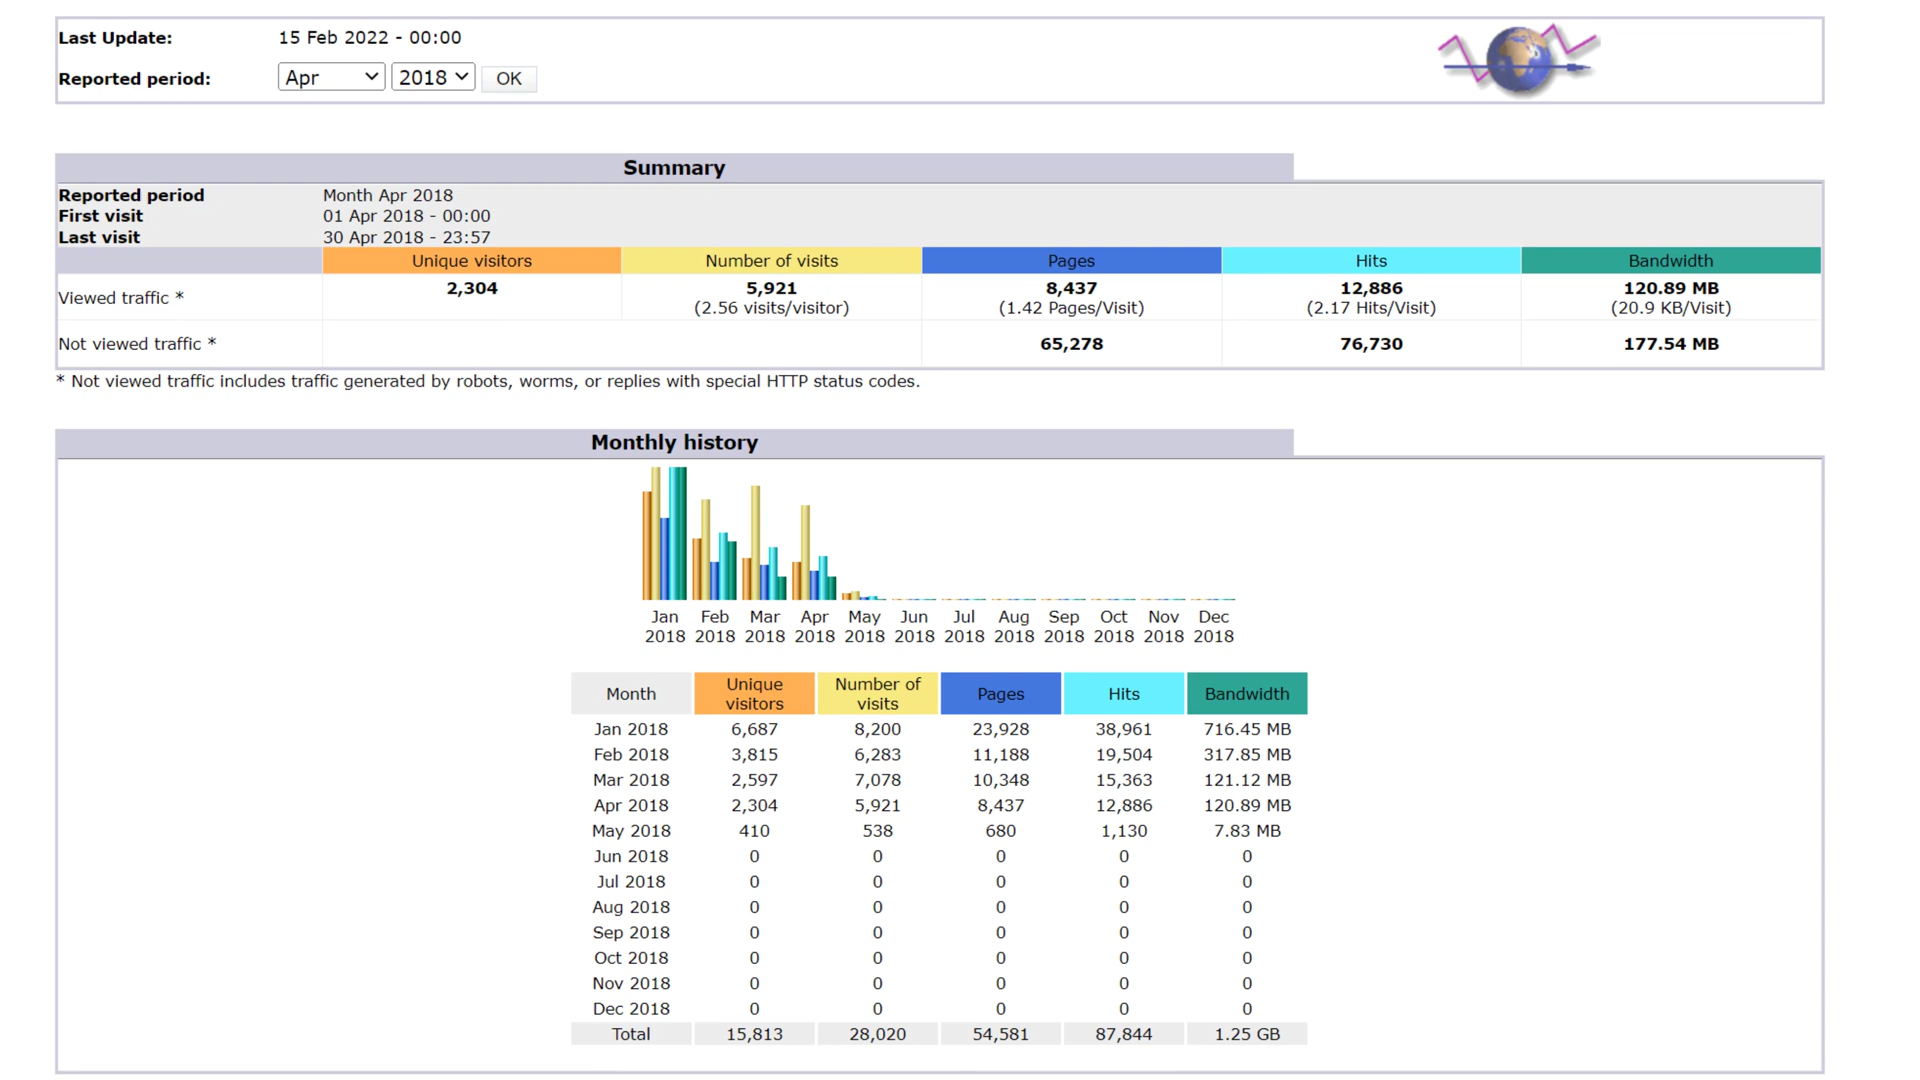 Last Update: 15 Feb 2022 - 00:00
Reported period: Apr 2018 OK
Summary
Reported period Month Apr 2018
First visit 01 Apr 2018 - 00:00
Last visit 30 Apr 2018 - 23:57
Unique visitors Number of visits Pages Hits Bandwidth
Viewed traffic * 2,304 5,921 8,437 12,886 120.89 MB
(2.56 visits/visitor) (1.42 Pages/Visit) (2.17 Hits/Visit) (20.9 KB/Visit)
Not viewed traffic * 65,278 76,730 177.54 MB
* Not viewed traffic includes traffic generated by robots, worms, or replies with special HTTP status codes.
Monthly history
Jan Feb Mar Apr May Jun Jul Aug Sep Oct Nov Dec
2018 2018 2018 2018 2018 2018 2018 2018 2018 2018 2018 2018
Month Unique visitors Number of visits Pages Hits Bandwidth
Jan 2018 6,687 8,200 23,928 38,961 716.45 MB
Feb 2018 3,815 6,283 11,188 19,504 317.85 MB
Mar 2018 2,597 7,078 10,348 15,363 121.12 MB
Apr 2018 2,304 5,921 8,437 12,886 120.89 MB
May 2018 410 538 680 1,130 7.83 MB
Jun 2018 0 0 0 0 0
Jul 2018 0 0 0 0 0
Aug 2018 0 0 0 0 0
Sep 2018 0 0 0 0 0
Oct 2018 0 0 0 0 0
Nov 2018 0 0 0 0 0
Dec 2018 0 0 0 0 0
Total 15,813 28,020 54,581 87,844 1.25 GB